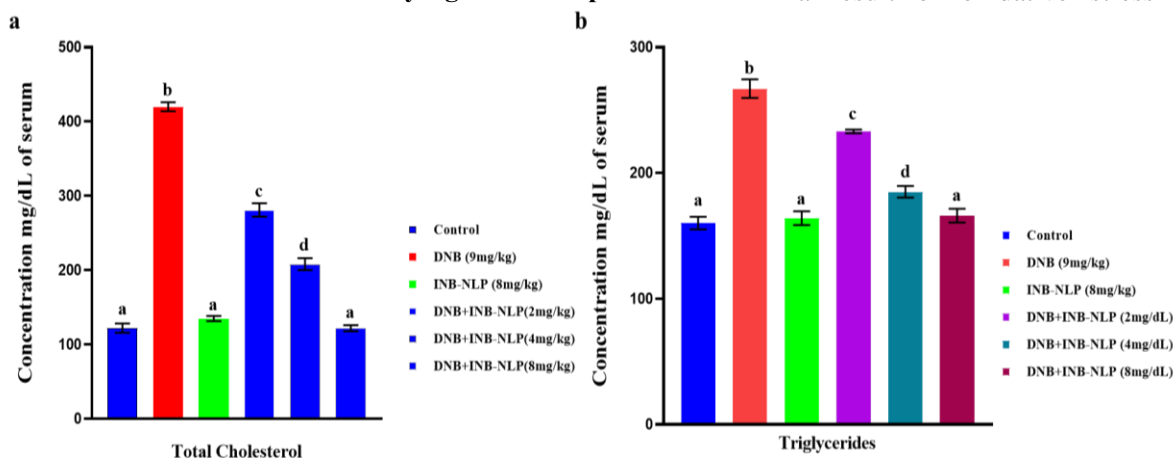 a
Concentration mg/dL of serum
500
400
300
200
100
0
a
b
a
c
d
a
Total Cholesterol
Control
DNB (9mg/kg)
INB-NLP (8mg/kg)
DNB+INB-NLP(2mg/kg)
DNB+INB-NLP(4mg/kg)
DNB+INB-NLP(8mg/kg)
b
Concentration mg/dL of serum
300
200
100
0
a
b
a
c
d
a
Triglycerides
Control
DNB (9mg/kg)
INB-NLP (8mg/kg)
DNB+INB-NLP (2mg/dL)
DNB+INB-NLP (4mg/dL)
DNB+INB-NLP (8mg/dL)